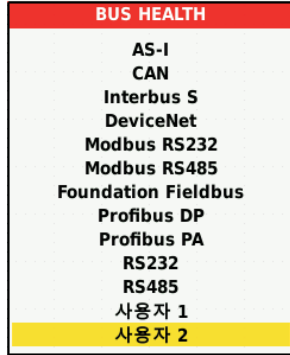 BUS HEALTH
AS-I
CAN
Interbus S
DeviceNet
Modbus RS232
Modbus RS485
Foundation Fieldbus
Profibus DP
Profibus PA
RS232
RS485
사용자 1
사용자 2